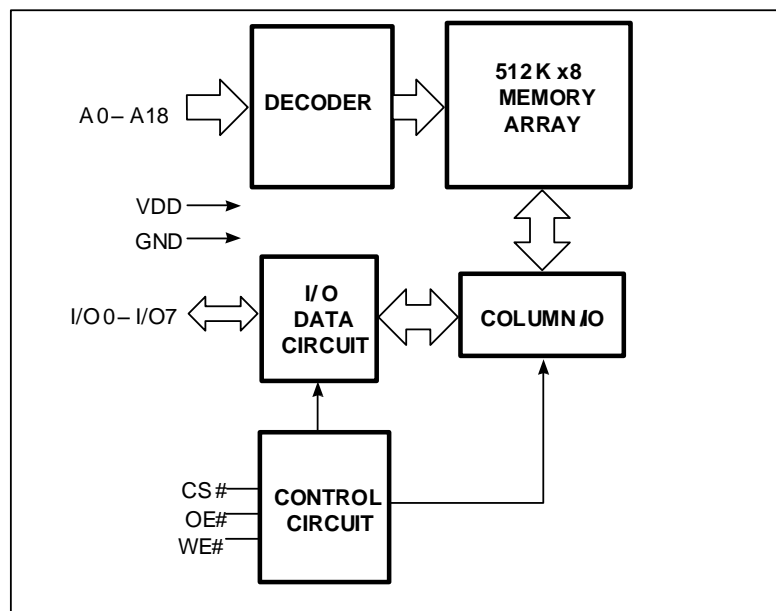 A0–A18
DECODER
512K x8
MEMORY
ARRAY
VDD
GND
I/O0–I/O7
I/O
DATA
CIRCUIT
COLUMN I/O
CS#
OE#
WE#
CONTROL
CIRCUIT